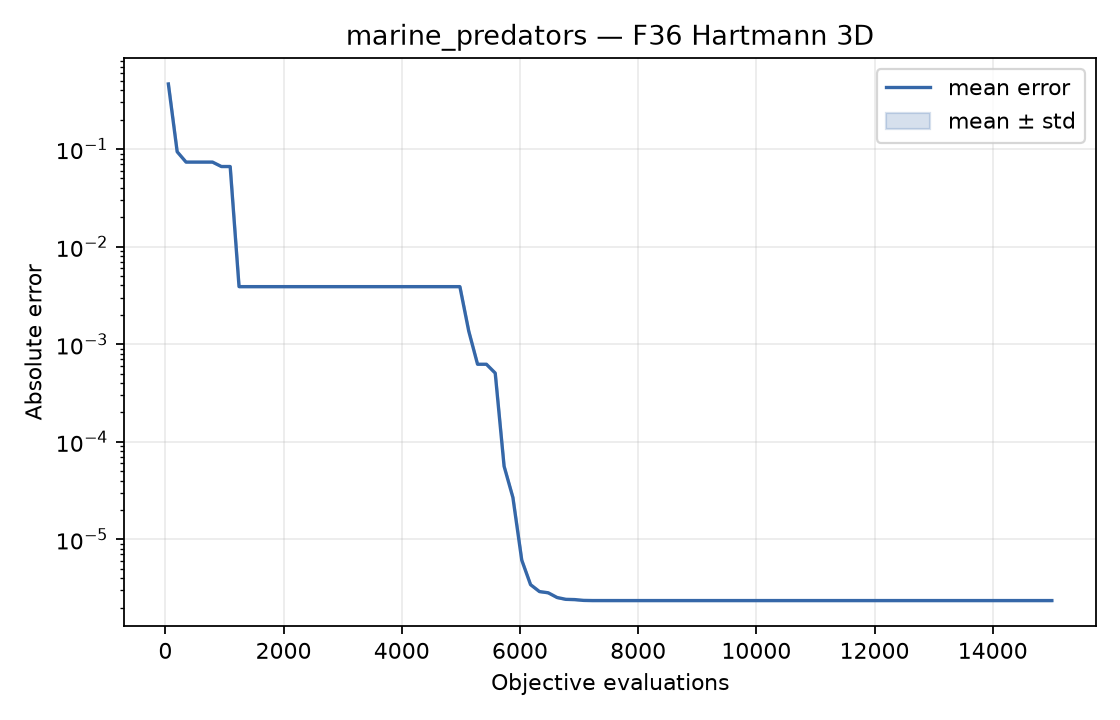 marine_predators — F36 Hartmann 3D
mean error
mean ± std
Absolute error
10⁻¹
10⁻²
10⁻³
10⁻⁴
10⁻⁵
0 2000 4000 6000 8000 10000 12000 14000
Objective evaluations